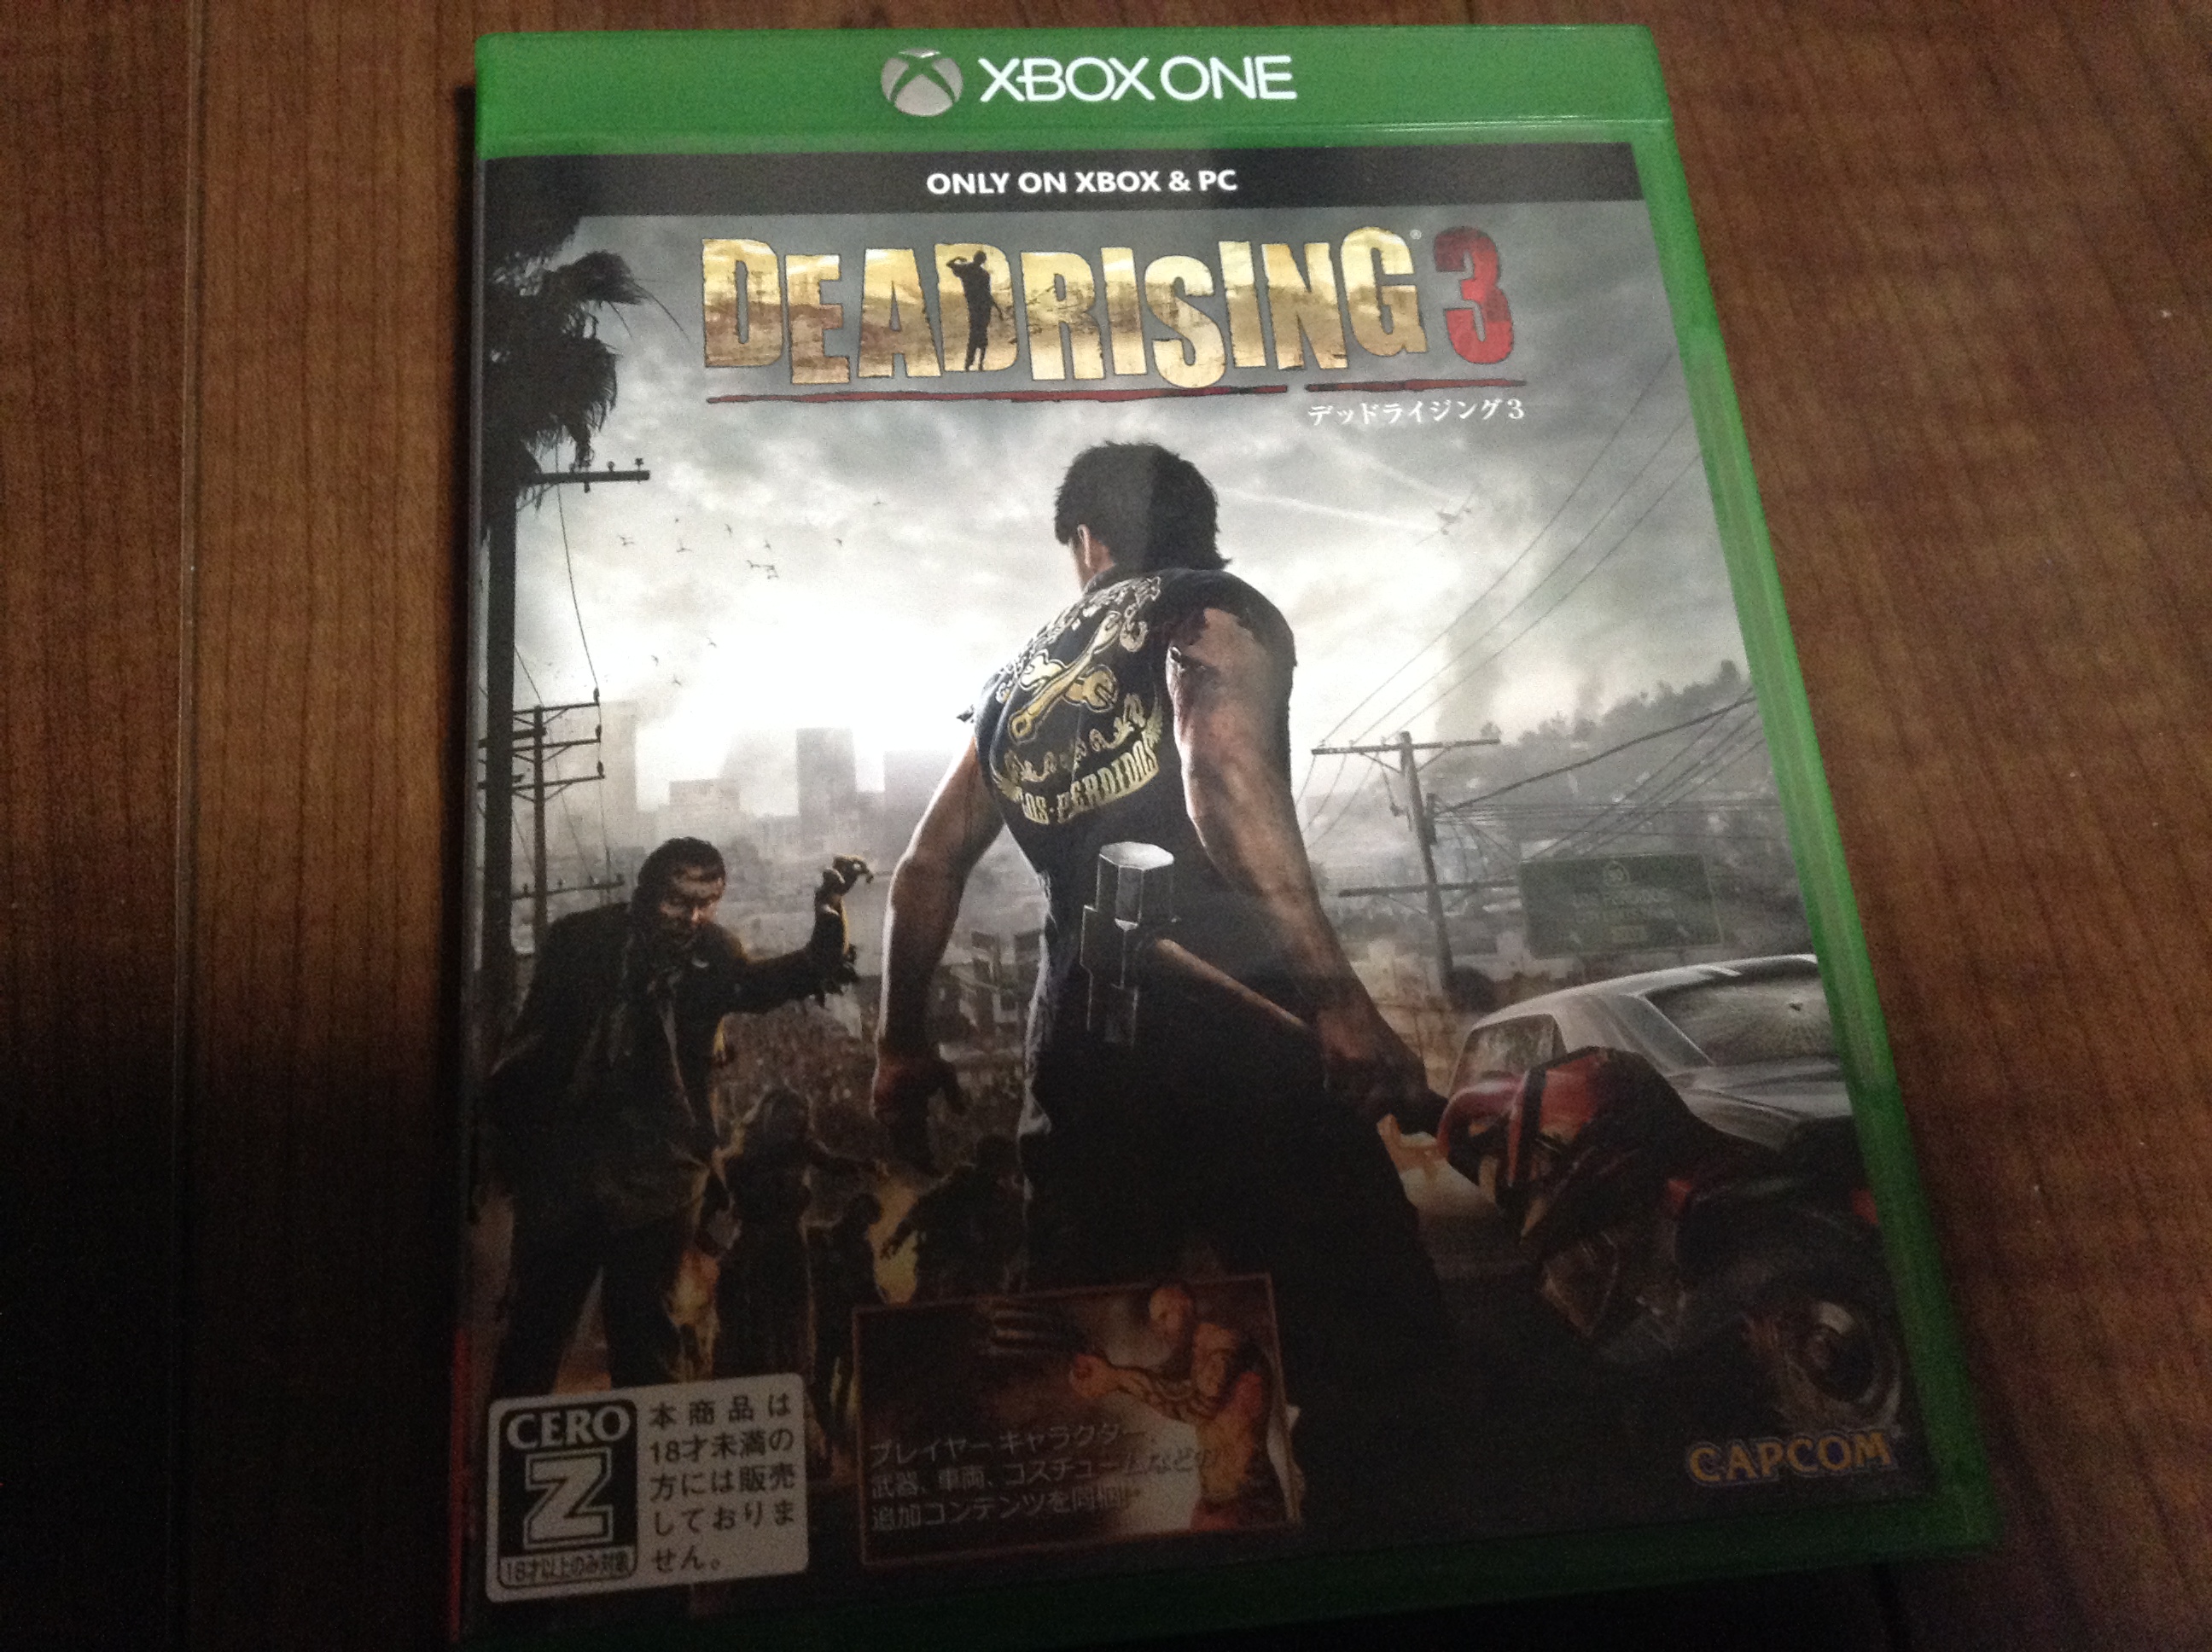 XBOX ONE
ONLY ON XBOX & PC
DEADRISING® 3
デッドライジング3
LOS·PERDIDOS
プレイヤーキャラクター、
武器、車両、コスチュームなどの
追加コンテンツを同梱!!
CERO
Z
18才以上のみ対象
本商品は
18才未満の
方には販売
しておりま
せん。
CAPCOM